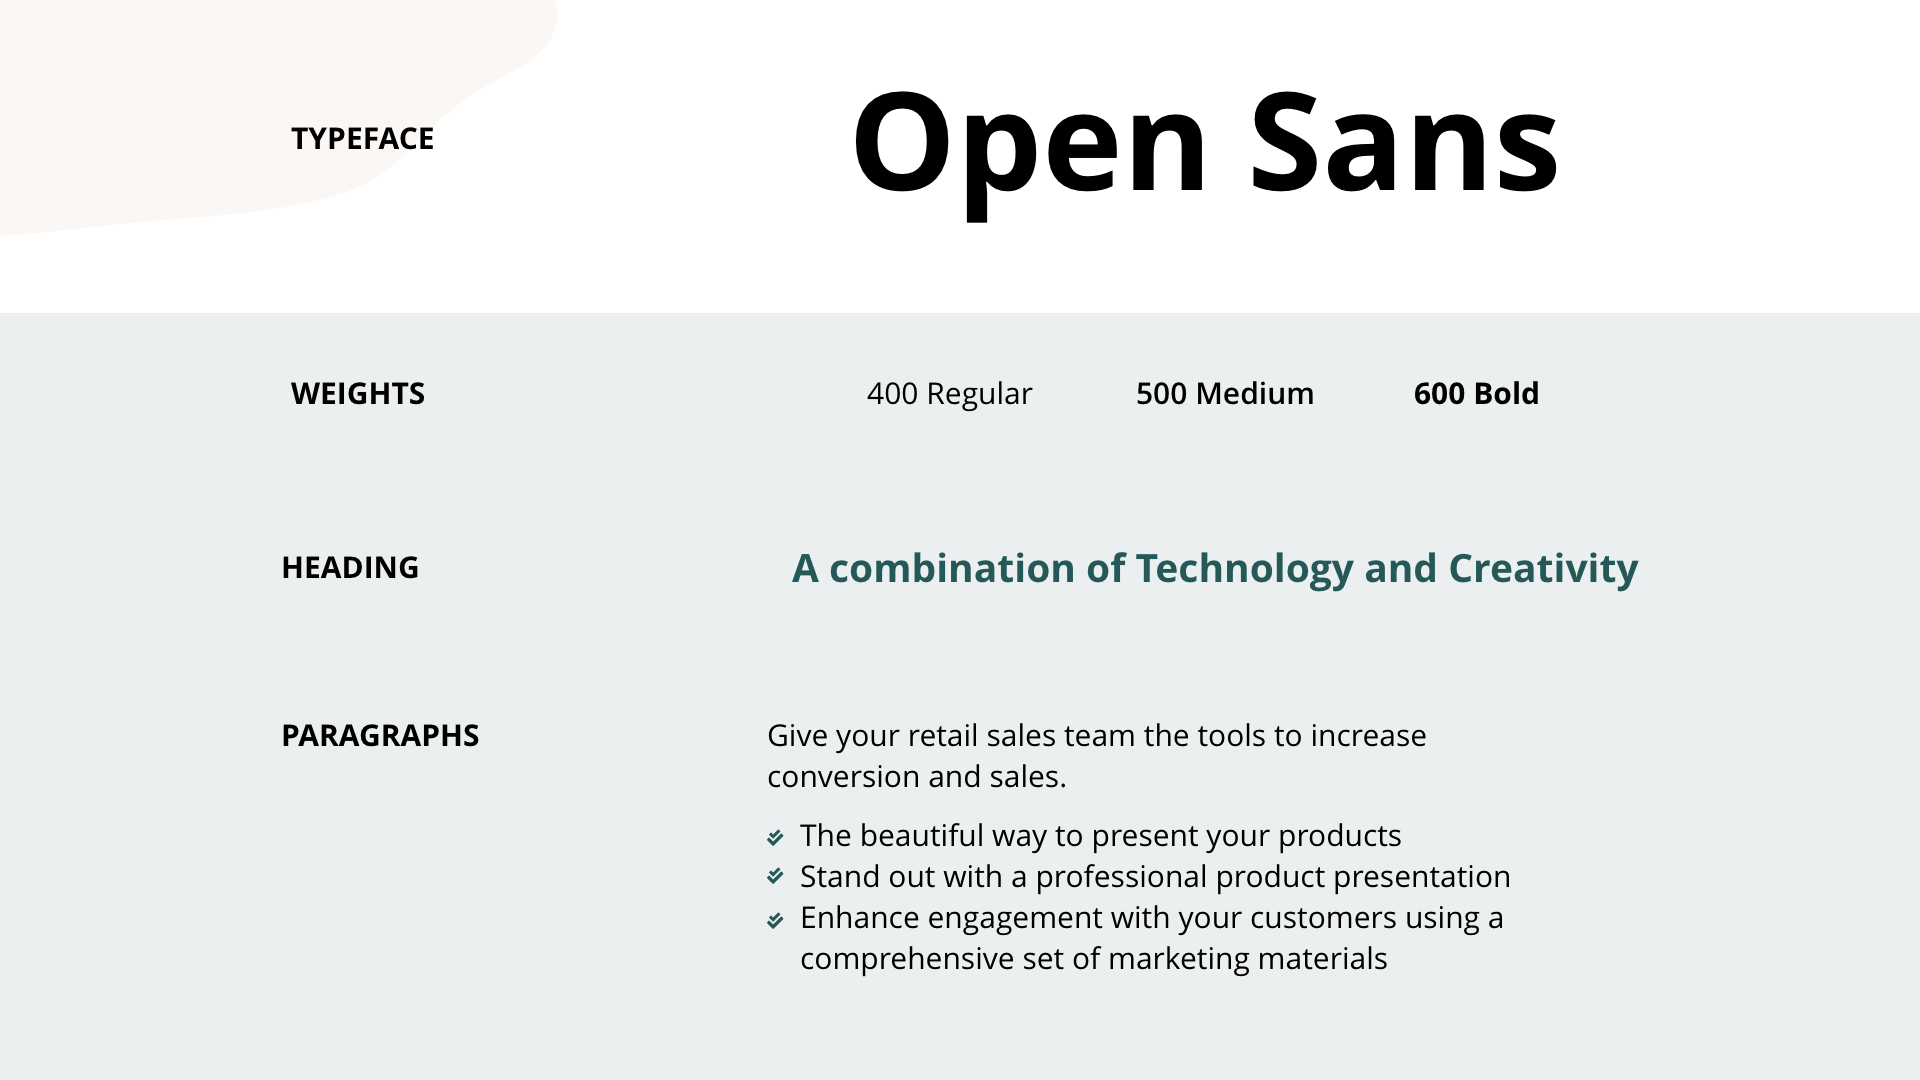 TYPEFACE
Open Sans
WEIGHTS
400 Regular
500 Medium
600 Bold
HEADING
A combination of Technology and Creativity
PARAGRAPHS
Give your retail sales team the tools to increase
conversion and sales.
The beautiful way to present your products
Stand out with a professional product presentation
Enhance engagement with your customers using a
comprehensive set of marketing materials